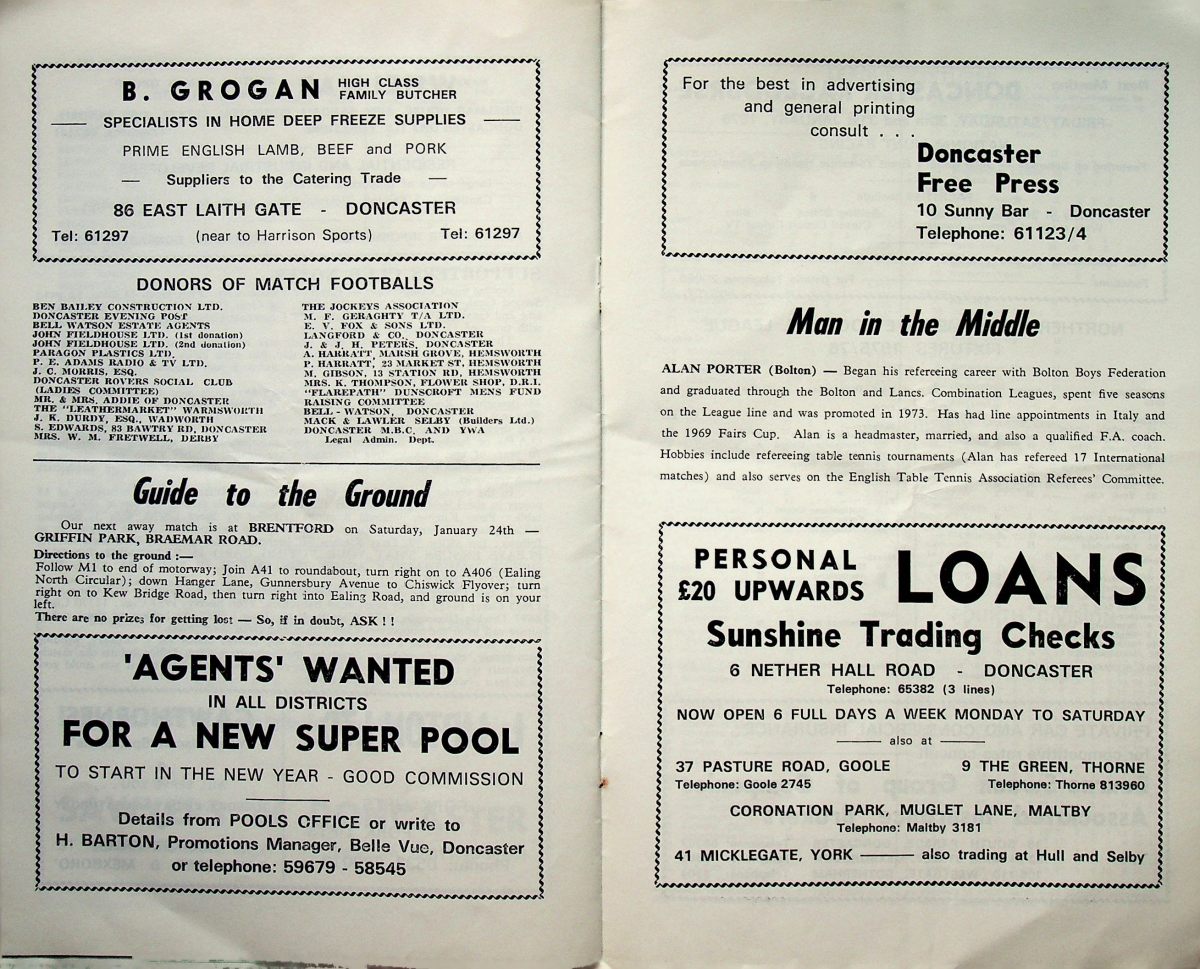 B. GROGAN HIGH CLASS FAMILY BUTCHER
SPECIALISTS IN HOME DEEP FREEZE SUPPLIES
PRIME ENGLISH LAMB, BEEF and PORK
— Suppliers to the Catering Trade —
86 EAST LAITH GATE - DONCASTER
Tel: 61297 (near to Harrison Sports) Tel: 61297
DONORS OF MATCH FOOTBALLS
BEN BAILEY CONSTRUCTION LTD.
DONCASTER EVENING POST
BELL WATSON ESTATE AGENTS
JOHN FIELDHOUSE LTD. (1st donation)
JOHN FIELDHOUSE LTD. (2nd donation)
PARAGON PLASTICS LTD.
P. E. ADAMS RADIO & TV LTD.
J. C. MORRIS, ESQ.
DONCASTER ROVERS SOCIAL CLUB
(LADIES COMMITTEE)
MR. & MRS. ADDIE OF DONCASTER
THE "LEATHERMARKET" WARMSWORTH
J. K. DURDY, ESQ., WADWORTH
S. EDWARDS, 83 BAWTRY RD, DONCASTER
MRS. W. M. FRETWELL, DERBY
THE JOCKEYS ASSOCIATION
M. F. GERAGHTY T/A LTD.
E. V. FOX & SONS LTD.
LANGFORD & CO., DONCASTER
J. & J. H. PETERS, DONCASTER
A. HARRATT, MARSH GROVE, HEMSWORTH
P. HARRATT, 23 MARKET ST, HEMSWORTH
M. GIBSON, 13 STATION RD, HEMSWORTH
MRS. K. THOMPSON, FLOWER SHOP, D.R.I.
"FLAREPATH" DUNSCROFT MENS FUND
RAISING COMMITTEE
BELL - WATSON, DONCASTER
MACK & LAWLER SELBY (Builders Ltd.)
DONCASTER M.B.C. AND YWA
Legal Admin. Dept.
Guide to the Ground
Our next away match is at BRENTFORD on Saturday, January 24th —
GRIFFIN PARK, BRAEMAR ROAD.
Directions to the ground :—
Follow M1 to end of motorway; Join A41 to roundabout, turn right on to A406 (Ealing
North Circular); down Hanger Lane, Gunnersbury Avenue to Chiswick Flyover; turn
right on to Kew Bridge Road, then turn right into Ealing Road, and ground is on your
left.
There are no prizes for getting lost — So, if in doubt, ASK ! !
'AGENTS' WANTED
IN ALL DISTRICTS
FOR A NEW SUPER POOL
TO START IN THE NEW YEAR - GOOD COMMISSION
Details from POOLS OFFICE or write to
H. BARTON, Promotions Manager, Belle Vue, Doncaster
or telephone: 59679 - 58545
For the best in advertising
and general printing
consult . . .
Doncaster
Free Press
10 Sunny Bar - Doncaster
Telephone: 61123/4
Man in the Middle
ALAN PORTER (Bolton) — Began his refereeing career with Bolton Boys Federation
and graduated through the Bolton and Lancs. Combination Leagues, spent five seasons
on the League line and was promoted in 1973. Has had line appointments in Italy and
the 1969 Fairs Cup. Alan is a headmaster, married, and also a qualified F.A. coach.
Hobbies include refereeing table tennis tournaments (Alan has refereed 17 International
matches) and also serves on the English Table Tennis Association Referees' Committee.
PERSONAL
£20 UPWARDS
LOANS
Sunshine Trading Checks
6 NETHER HALL ROAD - DONCASTER
Telephone: 65382 (3 lines)
NOW OPEN 6 FULL DAYS A WEEK MONDAY TO SATURDAY
also at
37 PASTURE ROAD, GOOLE 9 THE GREEN, THORNE
Telephone: Goole 2745 Telephone: Thorne 813960
CORONATION PARK, MUGLET LANE, MALTBY
Telephone: Maltby 3181
41 MICKLEGATE, YORK —— also trading at Hull and Selby